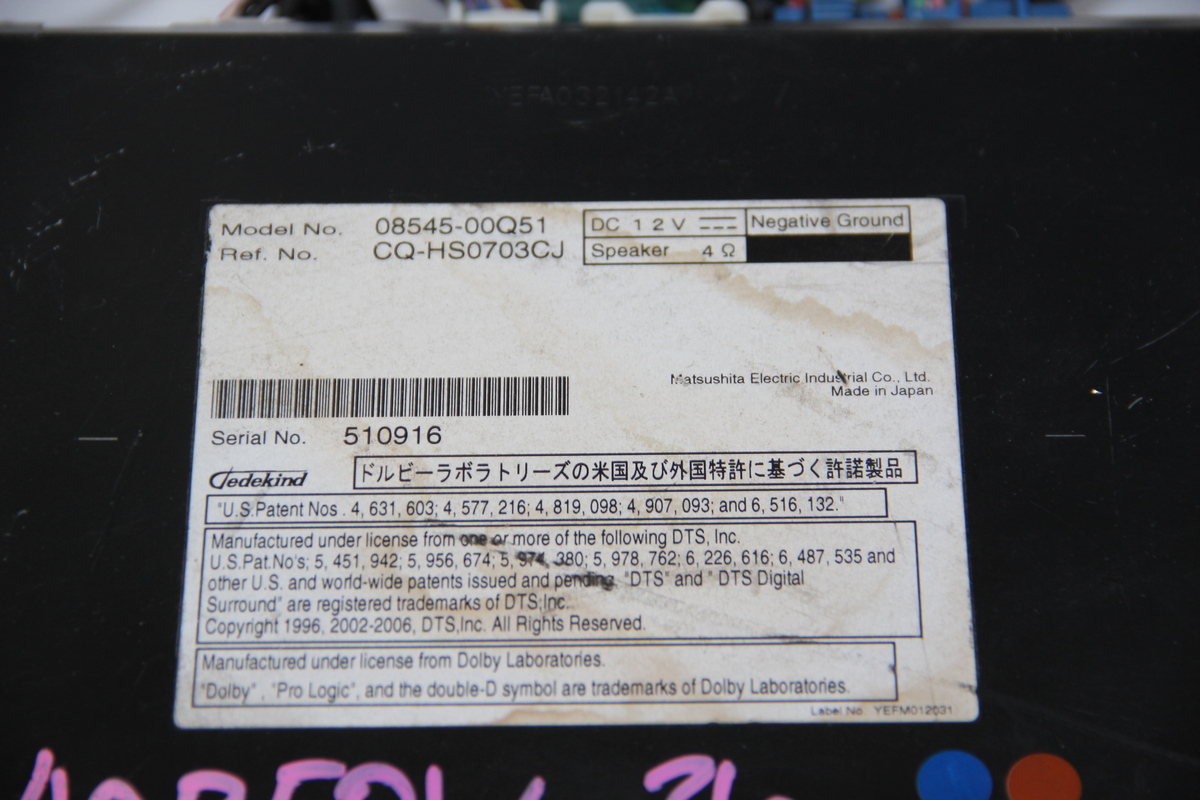 YEFA032142A
Model No. 08545-00Q51
Ref. No. CQ-HS0703CJ
DC 12V Negative Ground
Speaker 4Ω
Matsushita Electric Industrial Co., Ltd.
Made in Japan
Serial No. 510916
Gedekind ドルビーラボラトリーズの米国及び外国特許に基づく許諾製品
"U.S.Patent Nos . 4, 631, 603; 4, 577, 216; 4, 819, 098; 4, 907, 093; and 6, 516, 132."
Manufactured under license from one or more of the following DTS, Inc.
U.S.Pat.No's; 5, 451, 942; 5, 956, 674; 5, 974, 380; 5, 978, 762; 6, 226, 616; 6, 487, 535 and
other U.S. and world-wide patents issued and pending. "DTS" and " DTS Digital
Surround" are registered trademarks of DTS,Inc.
Copyright 1996, 2002-2006, DTS,Inc. All Rights Reserved.
Manufactured under license from Dolby Laboratories.
"Dolby" , "Pro Logic", and the double-D symbol are trademarks of Dolby Laboratories.
Label No. YEFM012031